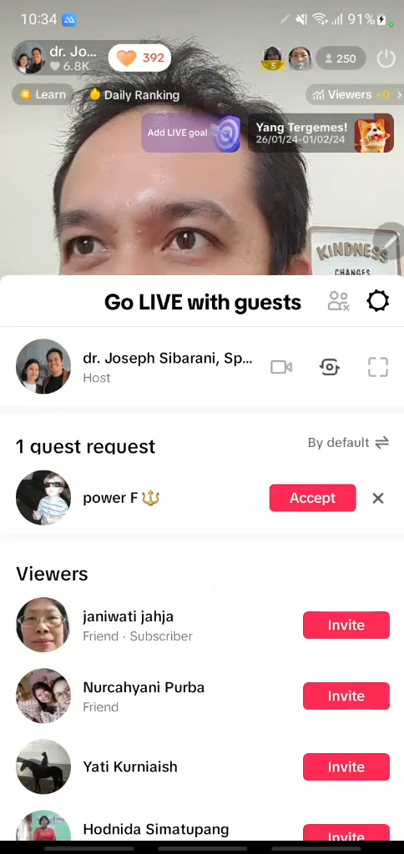 10:34
91%
dr. Jo...
6.8K
392
5
2
250
Learn
Daily Ranking
Viewers +0
Add LIVE goal
Yang Tergemes!
26/01/24-01/02/24
KINDNESS
CHANGES
Go LIVE with guests
dr. Joseph Sibarani, Sp...
Host
1 guest request
By default
power F
Accept
Viewers
janiwati jahja
Friend · Subscriber
Invite
Nurcahyani Purba
Friend
Invite
Yati Kurniaish
Invite
Hodnida Simatupang
Invite